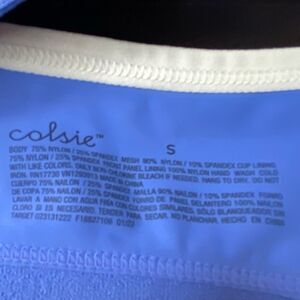 colsie™
S
BODY 75% NYLON / 25% SPANDEX MESH 90% NYLON / 10% SPANDEX CUP LINING
75% NYLON / 25% SPANDEX FRONT PANEL LINING 100% NYLON HAND WASH COLD
WITH LIKE COLORS. ONLY NON CHLORINE BLEACH IF NEEDED. HANG TO DRY. DO NOT
IRON. RN17730 MADE IN CHINA
CUERPO 75% NAILON / 25% SPANDEX MALLA 90% NAILON / 10% SPANDEX FORRO
DE COPA 75% NAILON / 25% SPANDEX FORRO DE PANEL DELANTERO 100% NAILON
LAVAR A MANO CON AGUA FRÍA CON COLORES SIMILARES. SÓLO BLANQUEADOR SIN
CLORO SI ES NECESARIO. TENDER PARA SECAR. NO PLANCHAR. HECHO EN CHINA
TARGET 01/22